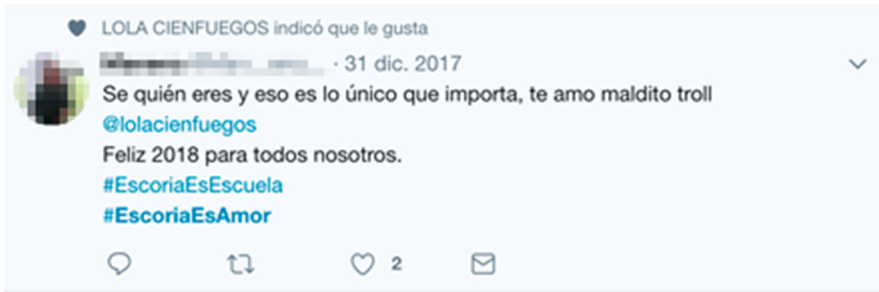 LOLA CIENFUEGOS indicó que le gusta
· 31 dic. 2017
Se quién eres y eso es lo único que importa, te amo maldito troll
@lolacienfuegos
Feliz 2018 para todos nosotros.
#EscoriaEsEscuela
#EscoriaEsAmor
2